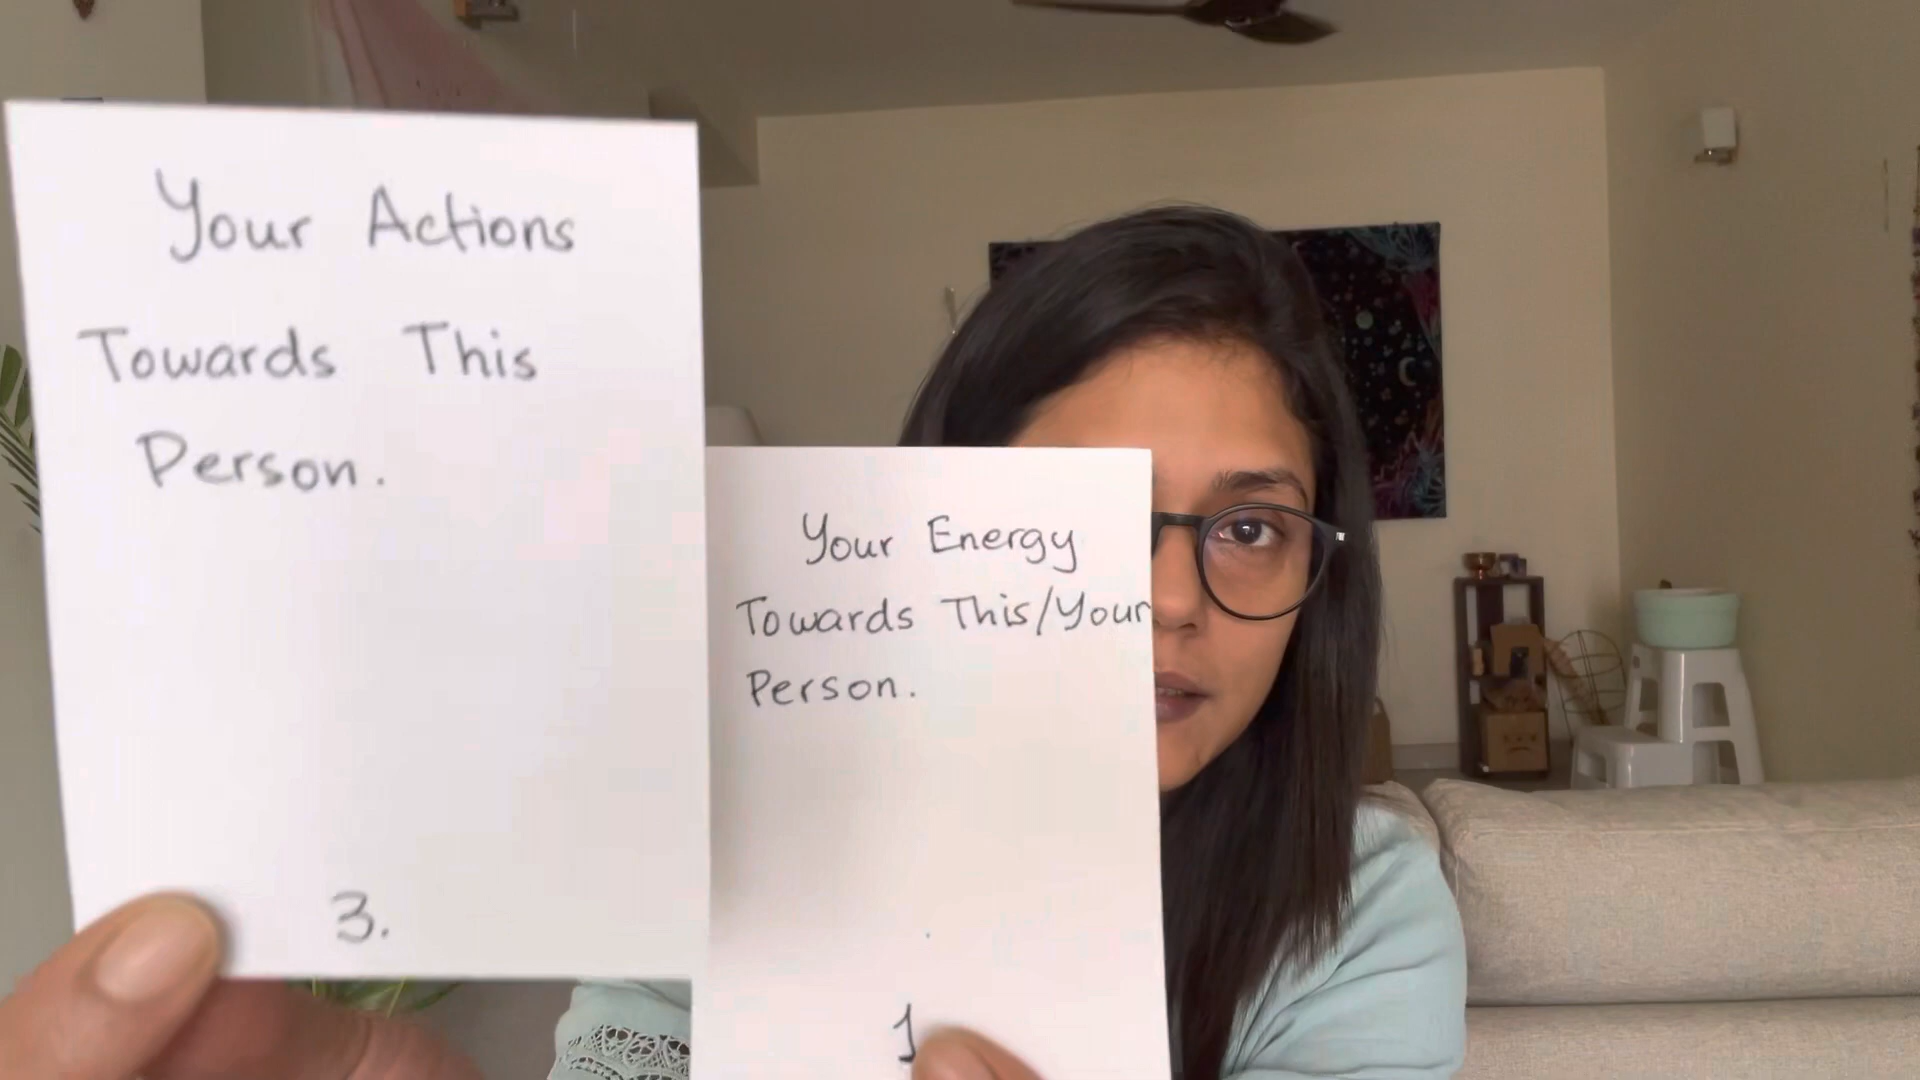 Your Actions
Towards This
Person.
3.
Your Energy
Towards This/Your
Person.
1